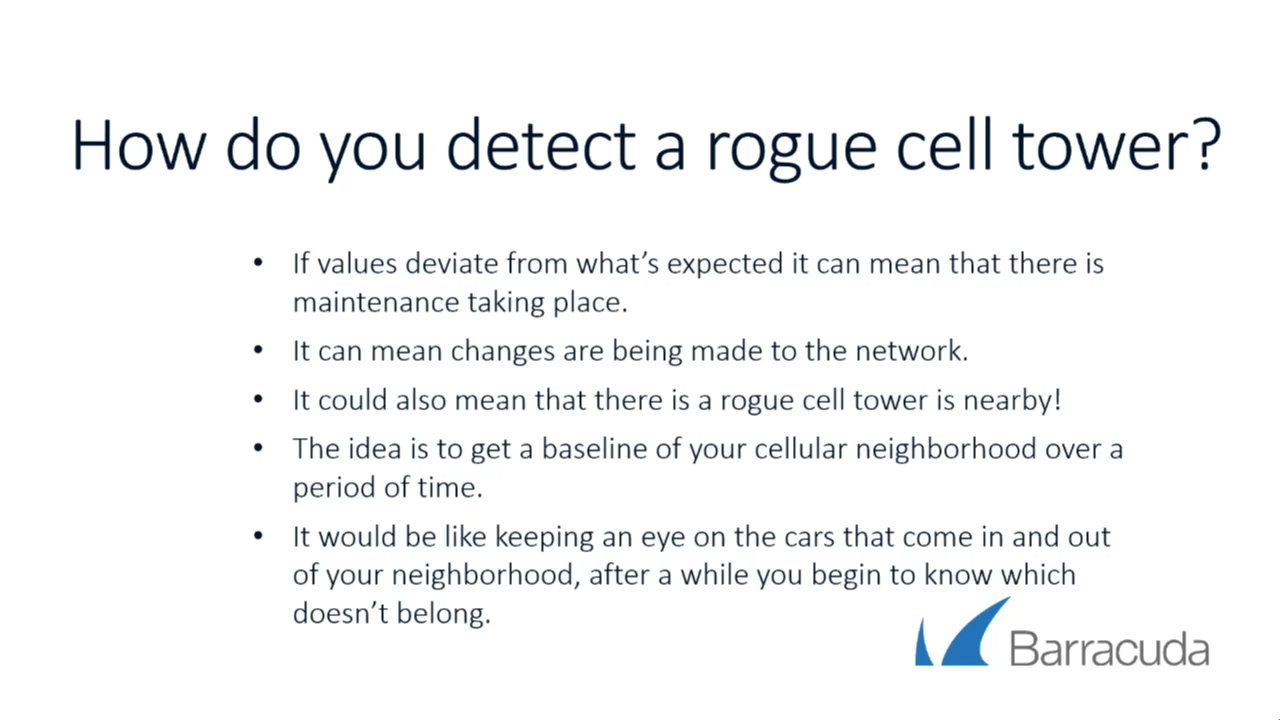 How do you detect a rogue cell tower?
• If values deviate from what’s expected it can mean that there is
maintenance taking place.
• It can mean changes are being made to the network.
• It could also mean that there is a rogue cell tower is nearby!
• The idea is to get a baseline of your cellular neighborhood over a
period of time.
• It would be like keeping an eye on the cars that come in and out
of your neighborhood, after a while you begin to know which
doesn’t belong.
Barracuda